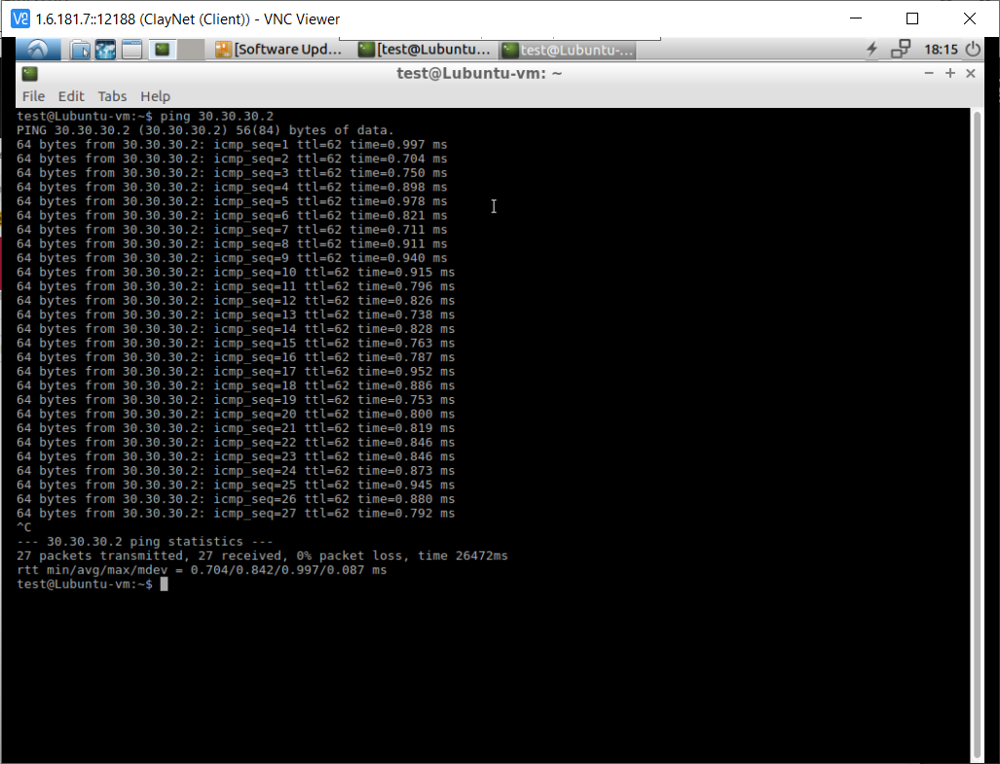 VE 1.6.181.7::12188 (ClayNet (Client)) - VNC Viewer
[Software Upd... [test@Lubuntu... test@Lubuntu-... 18:15
test@Lubuntu-vm: ~
File Edit Tabs Help
test@Lubuntu-vm:~$ ping 30.30.30.2
PING 30.30.30.2 (30.30.30.2) 56(84) bytes of data.
64 bytes from 30.30.30.2: icmp_seq=1 ttl=62 time=0.997 ms
64 bytes from 30.30.30.2: icmp_seq=2 ttl=62 time=0.704 ms
64 bytes from 30.30.30.2: icmp_seq=3 ttl=62 time=0.750 ms
64 bytes from 30.30.30.2: icmp_seq=4 ttl=62 time=0.898 ms
64 bytes from 30.30.30.2: icmp_seq=5 ttl=62 time=0.978 ms
64 bytes from 30.30.30.2: icmp_seq=6 ttl=62 time=0.821 ms
64 bytes from 30.30.30.2: icmp_seq=7 ttl=62 time=0.711 ms
64 bytes from 30.30.30.2: icmp_seq=8 ttl=62 time=0.911 ms
64 bytes from 30.30.30.2: icmp_seq=9 ttl=62 time=0.940 ms
64 bytes from 30.30.30.2: icmp_seq=10 ttl=62 time=0.915 ms
64 bytes from 30.30.30.2: icmp_seq=11 ttl=62 time=0.796 ms
64 bytes from 30.30.30.2: icmp_seq=12 ttl=62 time=0.826 ms
64 bytes from 30.30.30.2: icmp_seq=13 ttl=62 time=0.738 ms
64 bytes from 30.30.30.2: icmp_seq=14 ttl=62 time=0.828 ms
64 bytes from 30.30.30.2: icmp_seq=15 ttl=62 time=0.763 ms
64 bytes from 30.30.30.2: icmp_seq=16 ttl=62 time=0.787 ms
64 bytes from 30.30.30.2: icmp_seq=17 ttl=62 time=0.952 ms
64 bytes from 30.30.30.2: icmp_seq=18 ttl=62 time=0.886 ms
64 bytes from 30.30.30.2: icmp_seq=19 ttl=62 time=0.753 ms
64 bytes from 30.30.30.2: icmp_seq=20 ttl=62 time=0.800 ms
64 bytes from 30.30.30.2: icmp_seq=21 ttl=62 time=0.819 ms
64 bytes from 30.30.30.2: icmp_seq=22 ttl=62 time=0.846 ms
64 bytes from 30.30.30.2: icmp_seq=23 ttl=62 time=0.846 ms
64 bytes from 30.30.30.2: icmp_seq=24 ttl=62 time=0.873 ms
64 bytes from 30.30.30.2: icmp_seq=25 ttl=62 time=0.945 ms
64 bytes from 30.30.30.2: icmp_seq=26 ttl=62 time=0.880 ms
64 bytes from 30.30.30.2: icmp_seq=27 ttl=62 time=0.792 ms
^C
--- 30.30.30.2 ping statistics ---
27 packets transmitted, 27 received, 0% packet loss, time 26472ms
rtt min/avg/max/mdev = 0.704/0.842/0.997/0.087 ms
test@Lubuntu-vm:~$